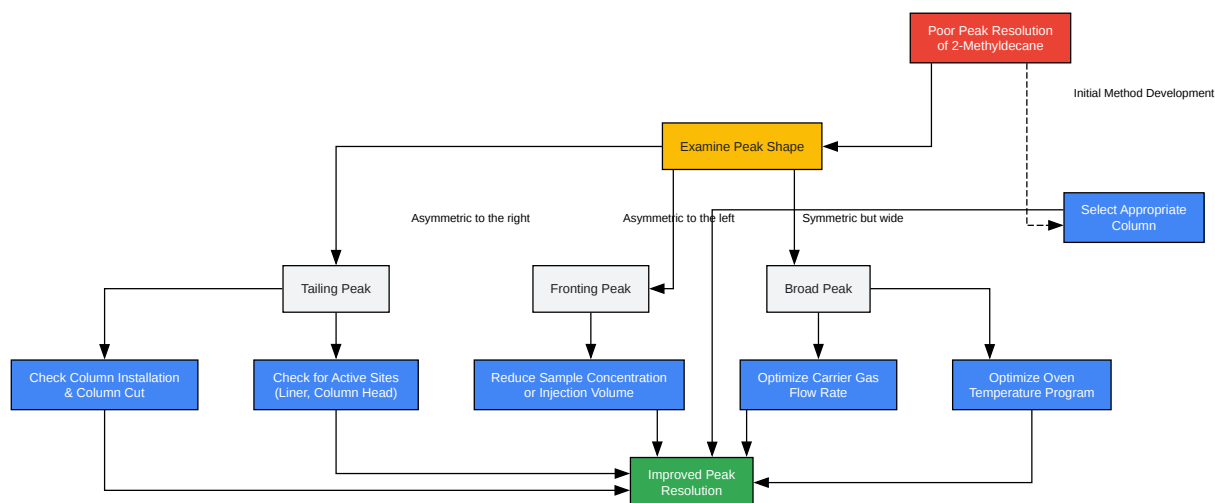 Poor Peak Resolution
of 2-Methyldecane
Initial Method Development
Examine Peak Shape
Select Appropriate
Column
Asymmetric to the right
Asymmetric to the left
Symmetric but wide
Tailing Peak
Fronting Peak
Broad Peak
Check Column Installation
& Column Cut
Check for Active Sites
(Liner, Column Head)
Reduce Sample Concentration
or Injection Volume
Optimize Carrier Gas
Flow Rate
Optimize Oven
Temperature Program
Improved Peak
Resolution